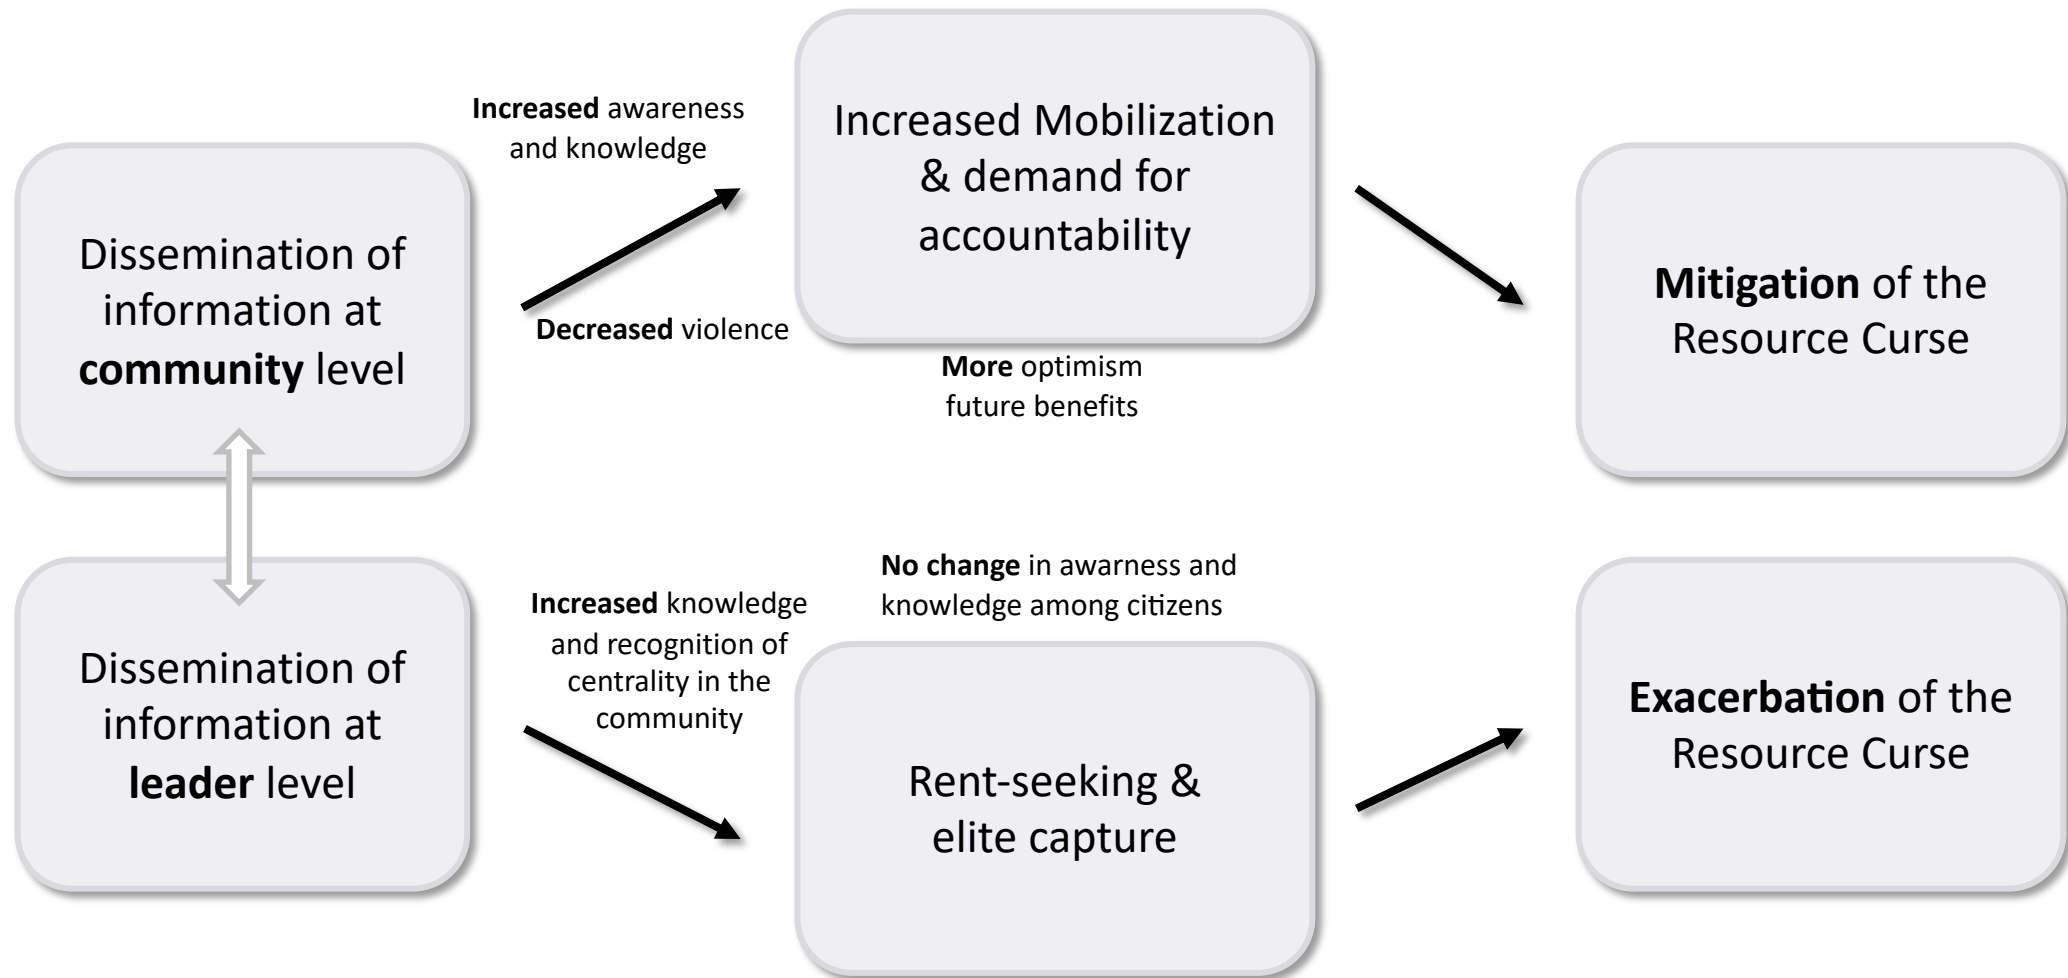 Increased awareness
and knowledge
Dissemination of
information at
community level
Decreased violence
Increased Mobilization
& demand for
accountability
More optimism
future benefits
Mitigation of the
Resource Curse
Dissemination of
information at
leader level
Increased knowledge
and recognition of
centrality in the
community
No change in awarness and
knowledge among citizens
Rent-seeking &
elite capture
Exacerbation of the
Resource Curse